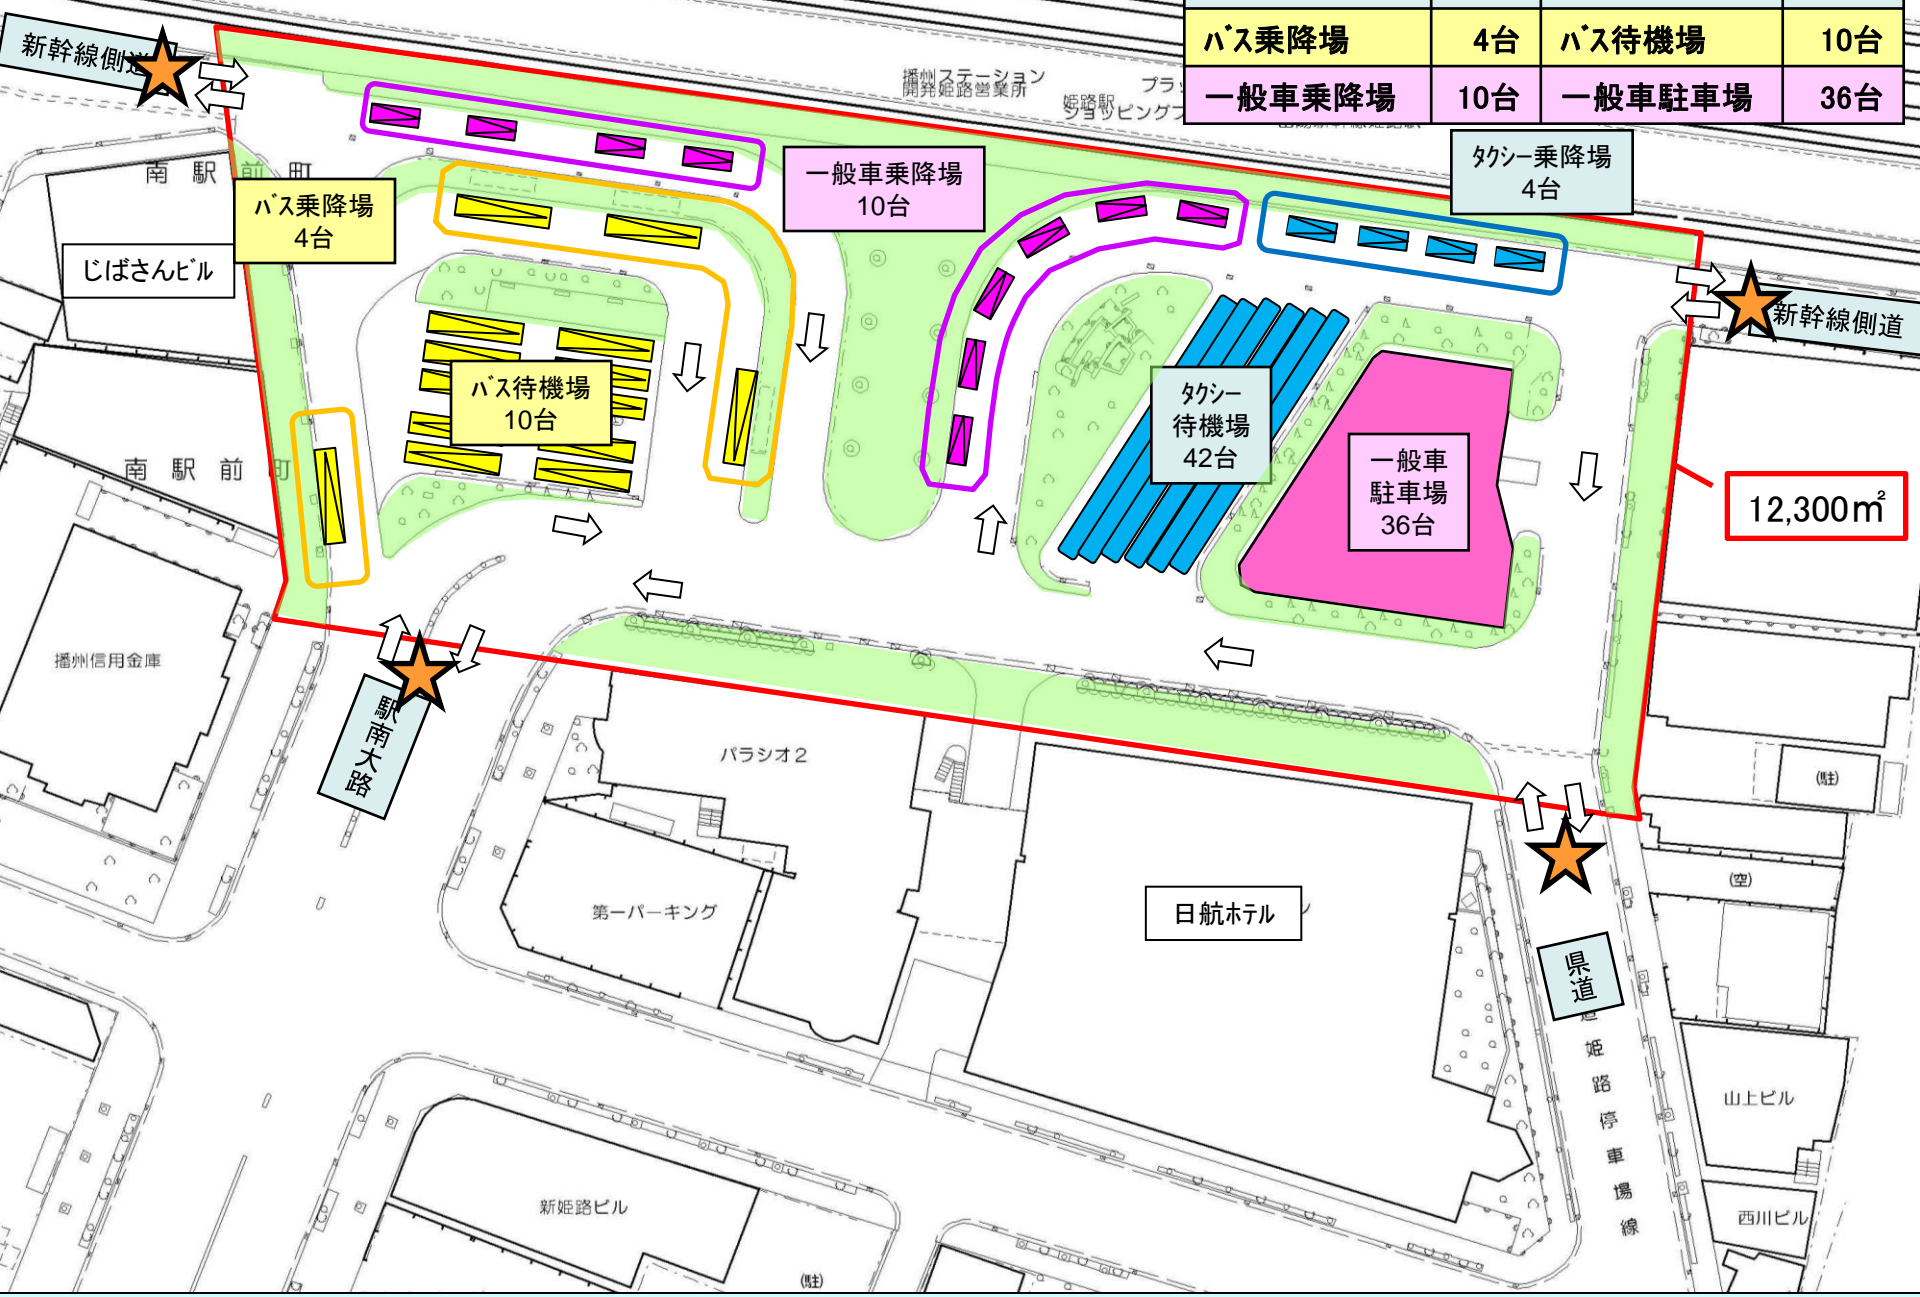 バス乗降場 4台 バス待機場 10台
一般車乗降場 10台 一般車駐車場 36台
新幹線側道
播州ステーション
開発姫路営業所
姫路駅
南駅前町
バス乗降場
4台
じばさんビル
一般車乗降場
10台
タクシー乗降場
4台
新幹線側道
バス待機場
10台
タクシー
待機場
42台
一般車
駐車場
36台
12,300㎡
南駅前町
播州信用金庫
駅南大路
パラシオ2
第一パーキング
日航ホテル
(駐)
(空)
県道
姫路停車場線
山上ビル
西川ビル
新姫路ビル
(駐)